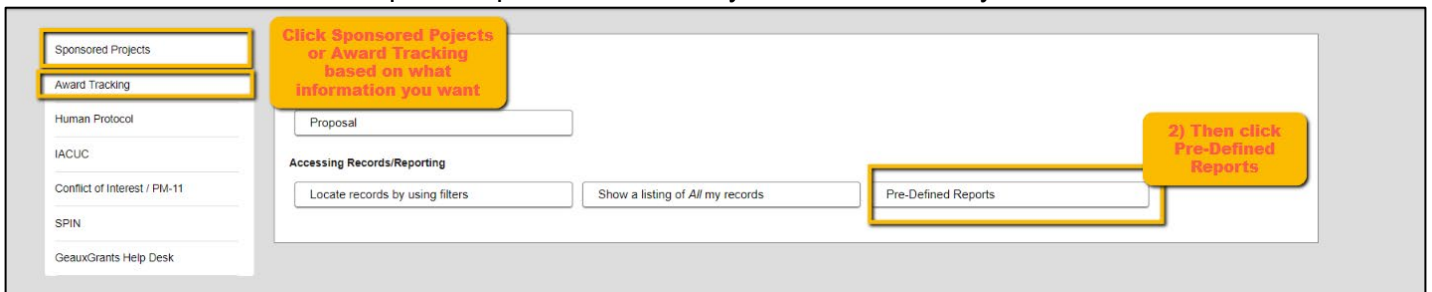 Sponsored Projects
Award Tracking
Human Protocol
IACUC
Conflict of Interest / PM-11
SPIN
GeauxGrants Help Desk
Click Sponsored Pojects
or Award Tracking
based on what
information you want
Proposal
Accessing Records/Reporting
Locate records by using filters
Show a listing of All my records
Pre-Defined Reports
2) Then click
Pre-Defined
Reports